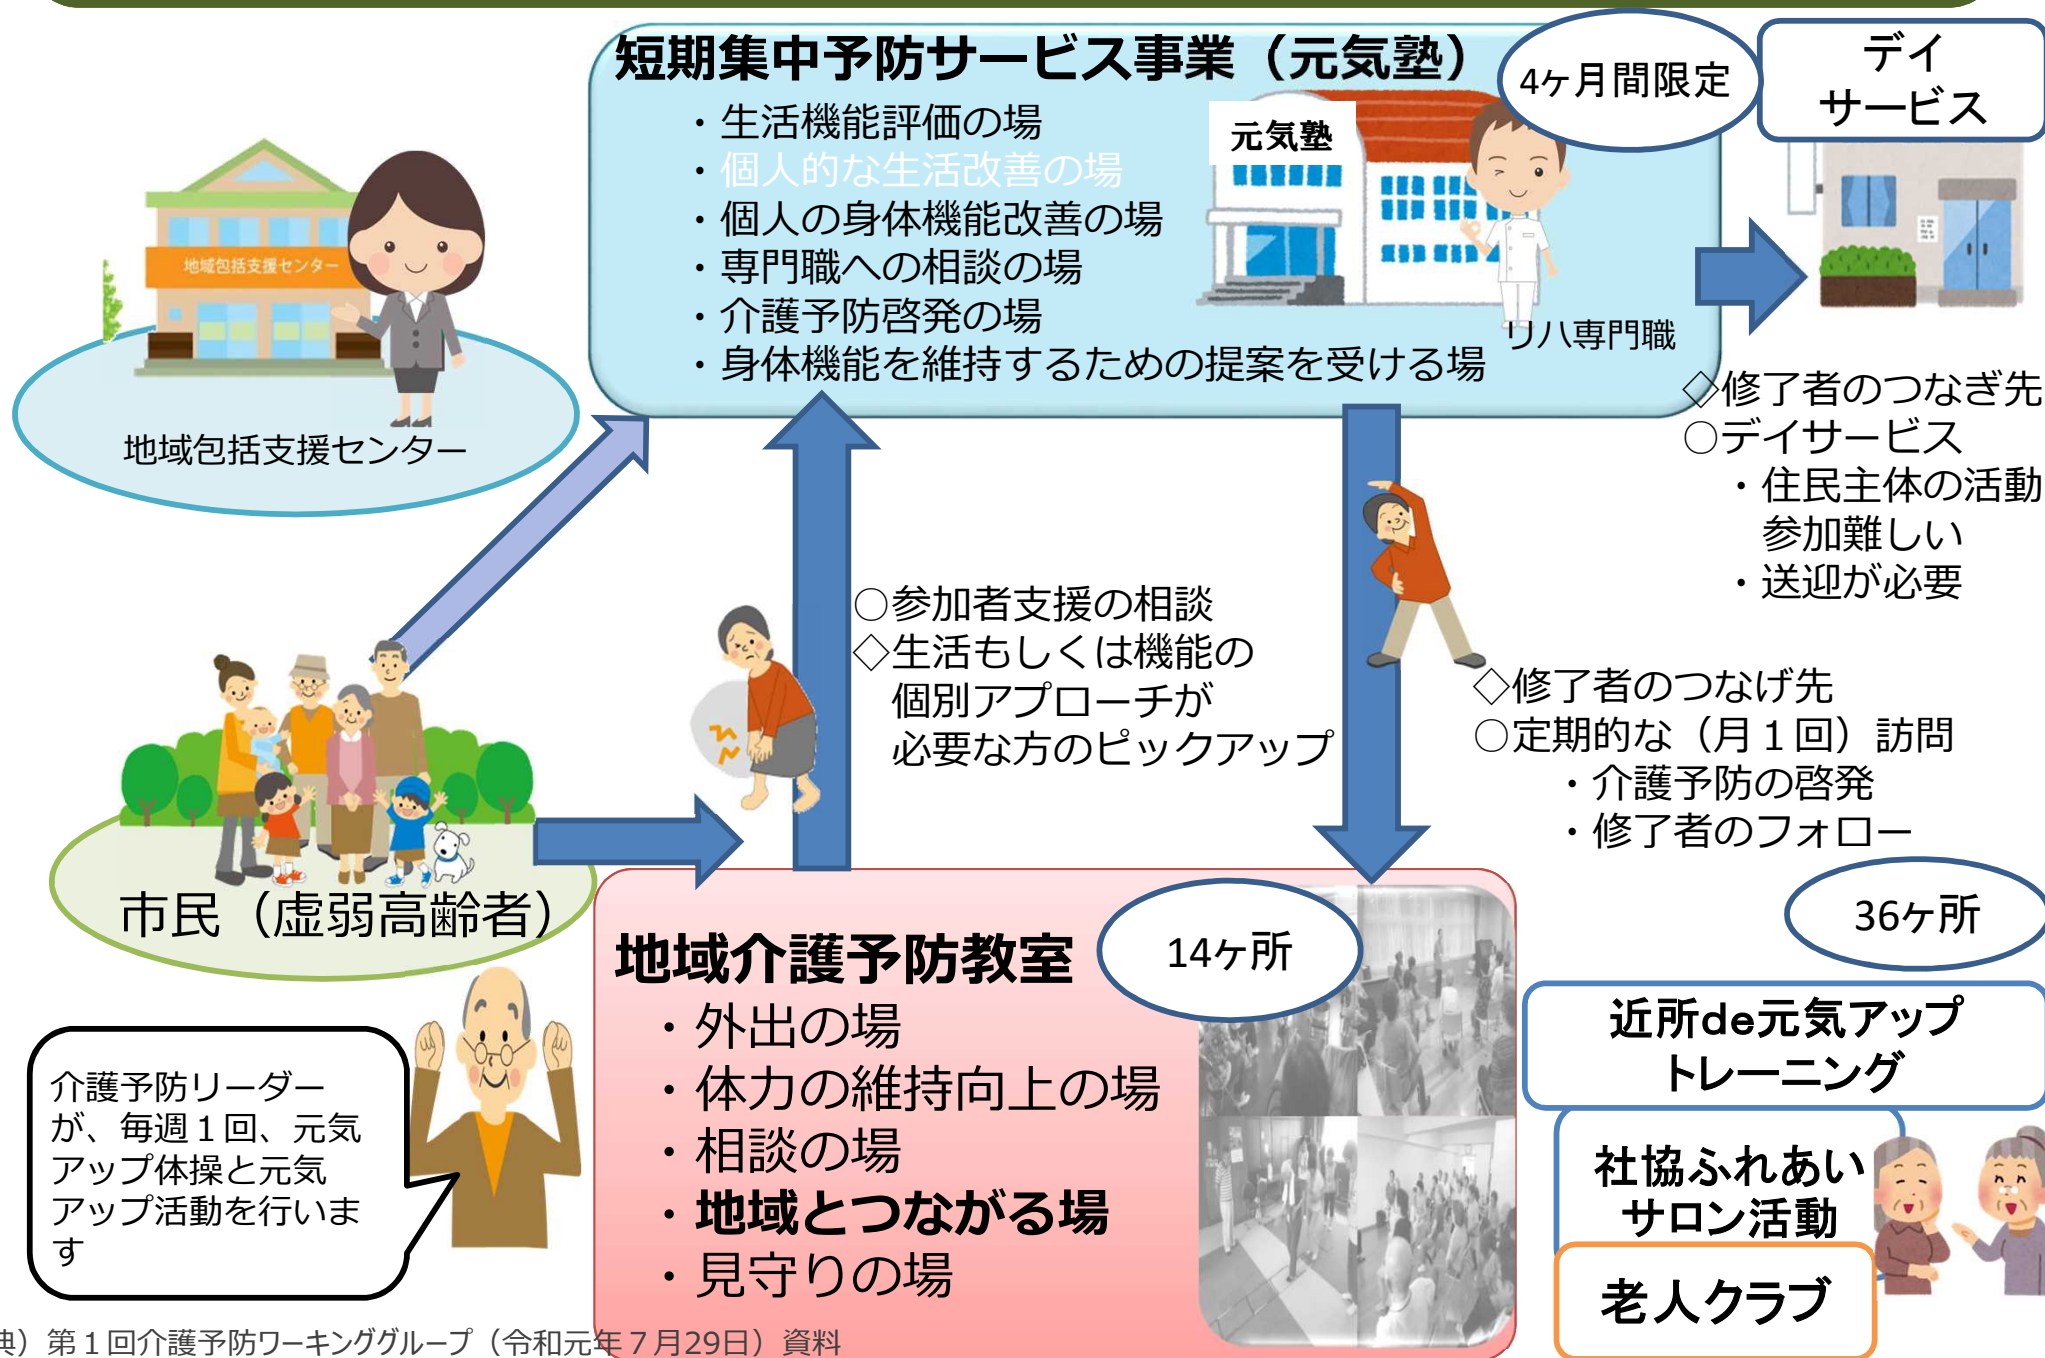 短期集中予防サービス事業（元気塾）
4ヶ月間限定
デイ
サービス
・生活機能評価の場
・個人的な生活改善の場
・個人の身体機能改善の場
・専門職への相談の場
・介護予防啓発の場
・身体機能を維持するための提案を受ける場
元気塾
リハ専門職
地域包括支援センター
地域包括支援センター
◇修了者のつなぎ先
○デイサービス
・住民主体の活動
参加難しい
・送迎が必要
○参加者支援の相談
◇生活もしくは機能の
個別アプローチが
必要な方のピックアップ
◇修了者のつなげ先
○定期的な（月１回）訪問
・介護予防の啓発
・修了者のフォロー
市民（虚弱高齢者）
36ヶ所
地域介護予防教室
14ヶ所
・外出の場
・体力の維持向上の場
・相談の場
・地域とつながる場
・見守りの場
介護予防リーダー
が、毎週１回、元気
アップ体操と元気
アップ活動を行いま
す
近所de元気アップ
トレーニング
社協ふれあい
サロン活動
老人クラブ
典）第１回介護予防ワーキンググループ（令和元年７月29日）資料